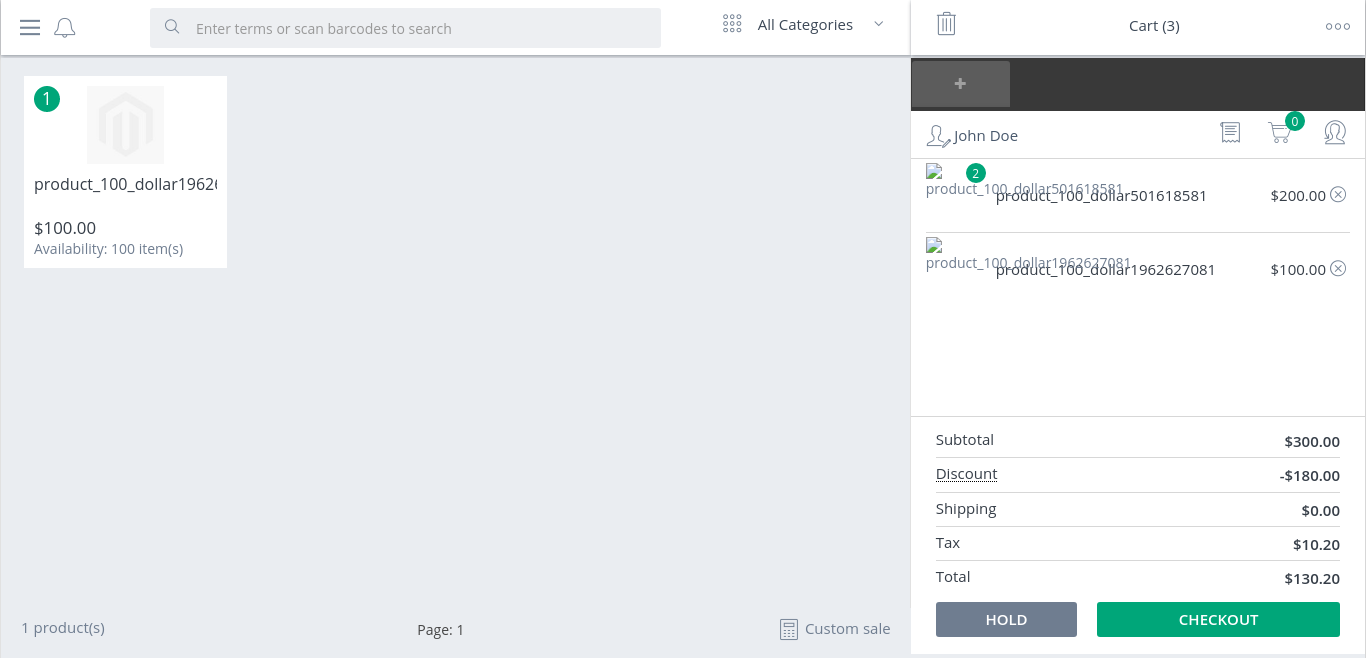 Enter terms or scan barcodes to search
All Categories
Cart (3)
1
product_100_dollar1962
$100.00
Availability: 100 item(s)
+
John Doe
0
2
product_100_dollar501618581
product_100_dollar501618581
$200.00
product_100_dollar1962627081
product_100_dollar1962627081
$100.00
Subtotal $300.00
Discount -$180.00
Shipping $0.00
Tax $10.20
Total $130.20
HOLD
CHECKOUT
1 product(s)
Page: 1
Custom sale